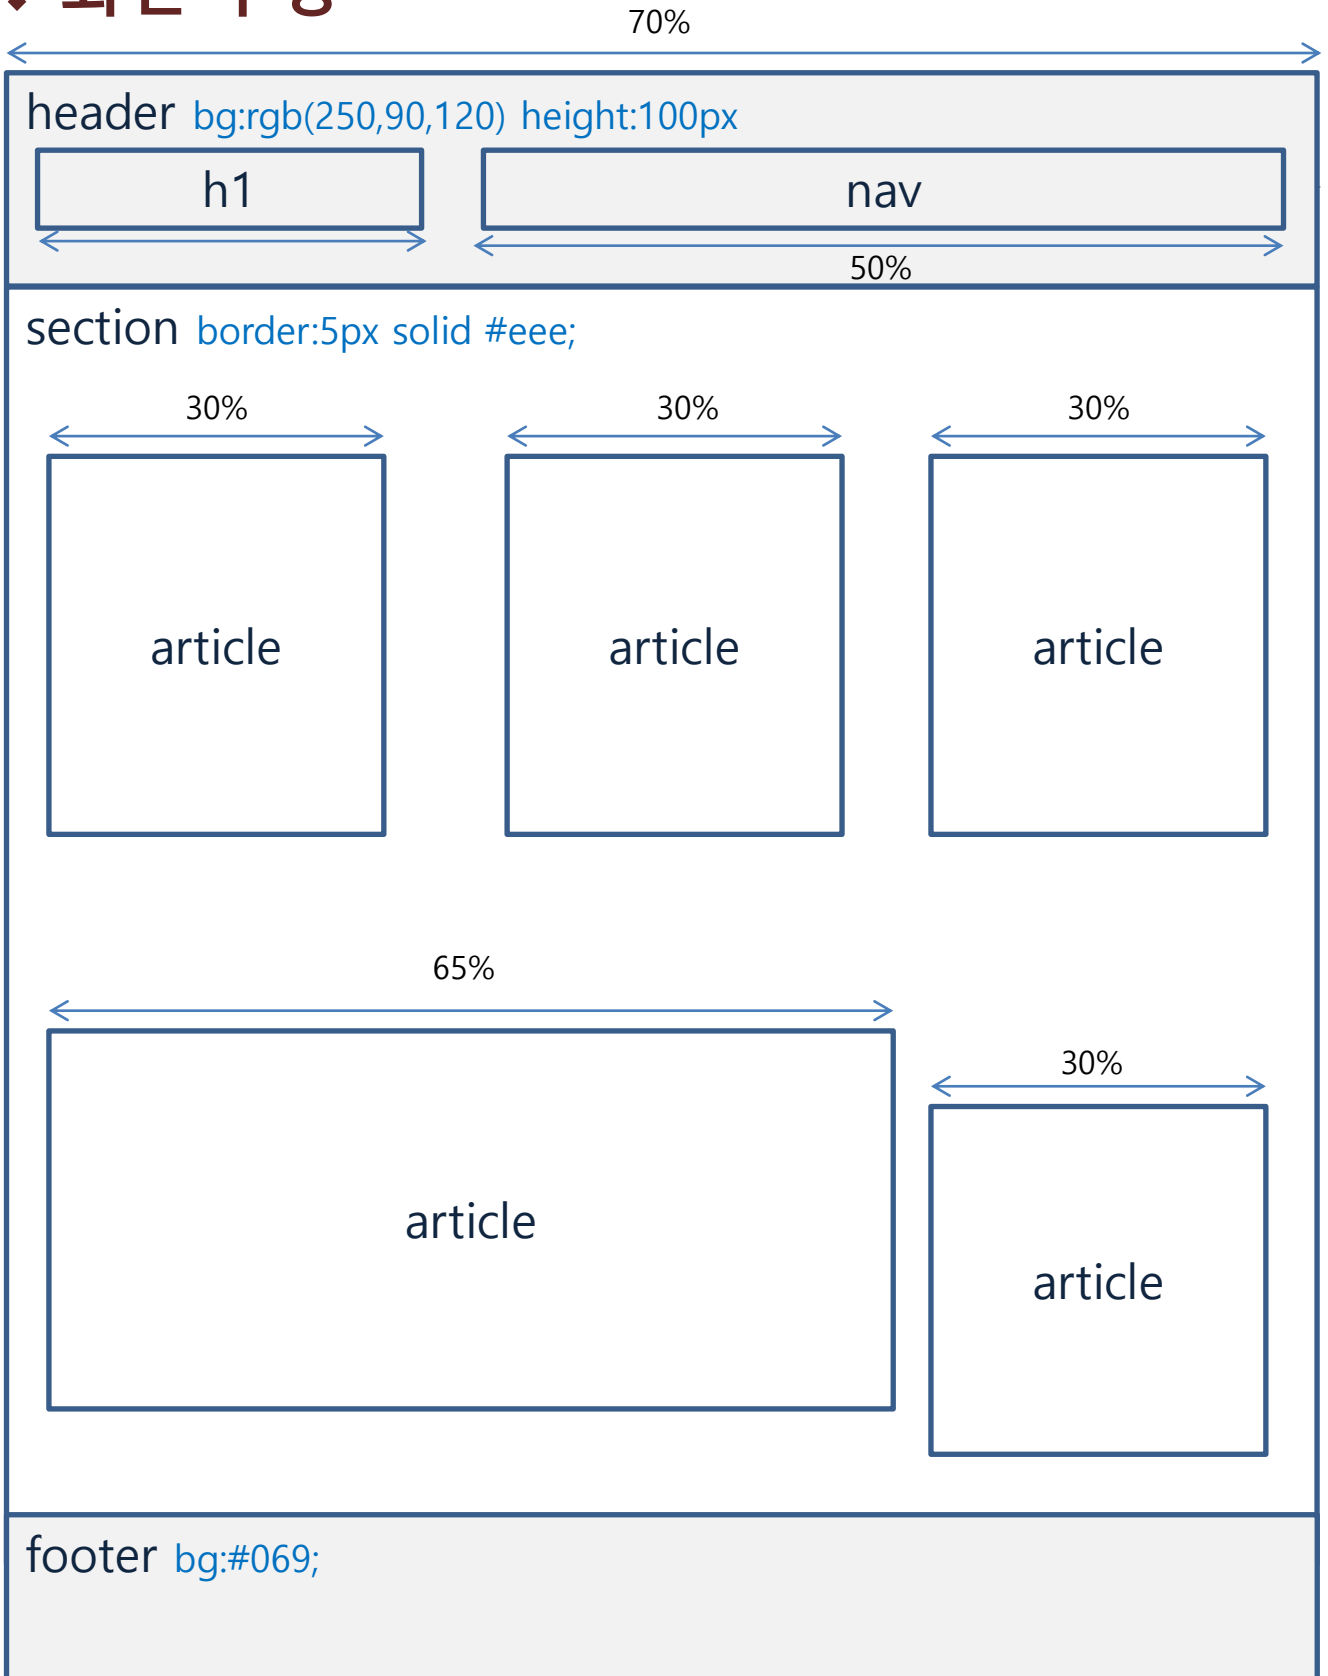 70%
header bg:rgb(250,90,120) height:100px
h1 nav
50%
section border:5px solid #eee;
30% 30% 30%
article article article
65%
30%
article
article
footer bg:#069;